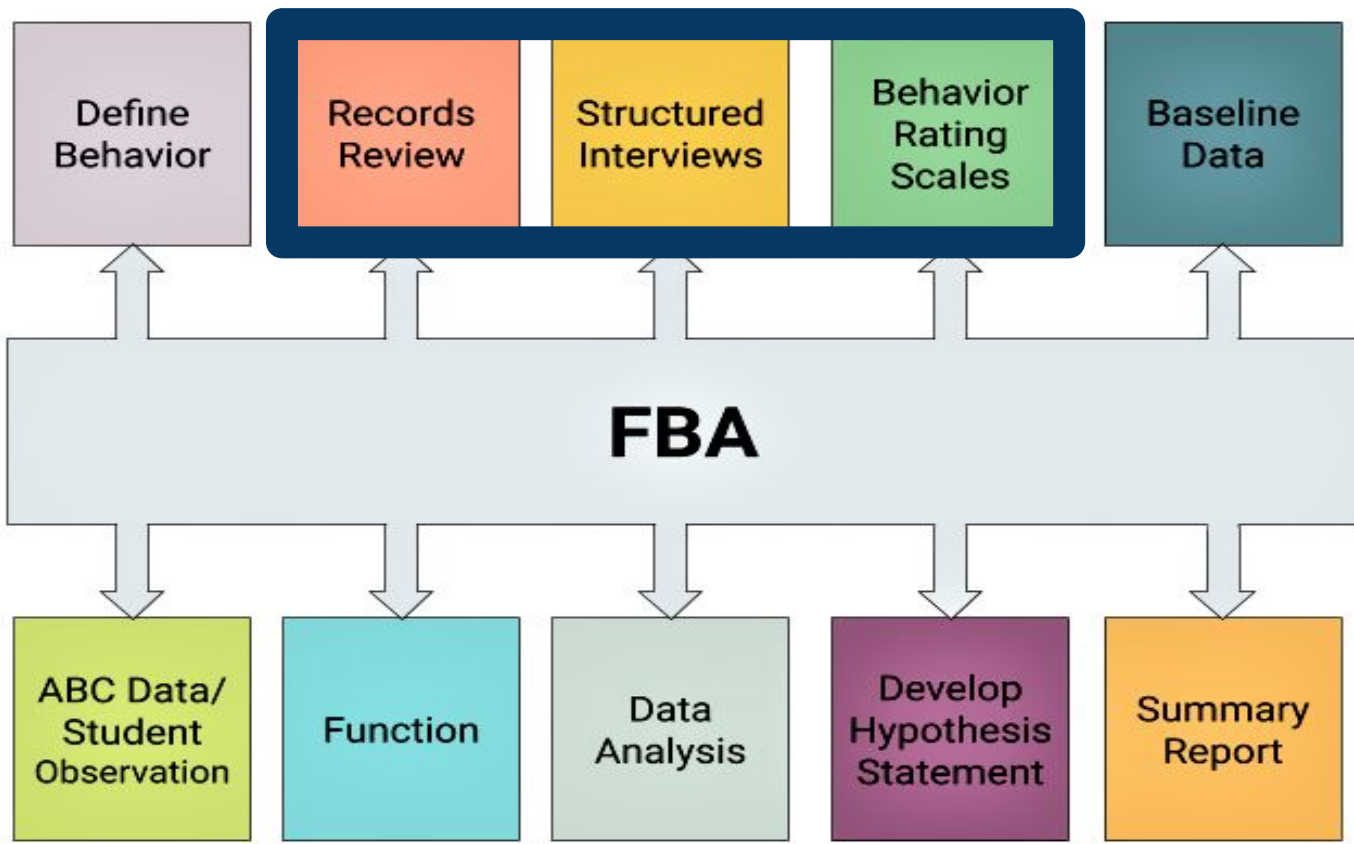 Define
Behavior
Records
Review
Structured
Interviews
Behavior
Rating
Scales
Baseline
Data
FBA
ABC Data/
Student
Observation
Function
Data
Analysis
Develop
Hypothesis
Statement
Summary
Report